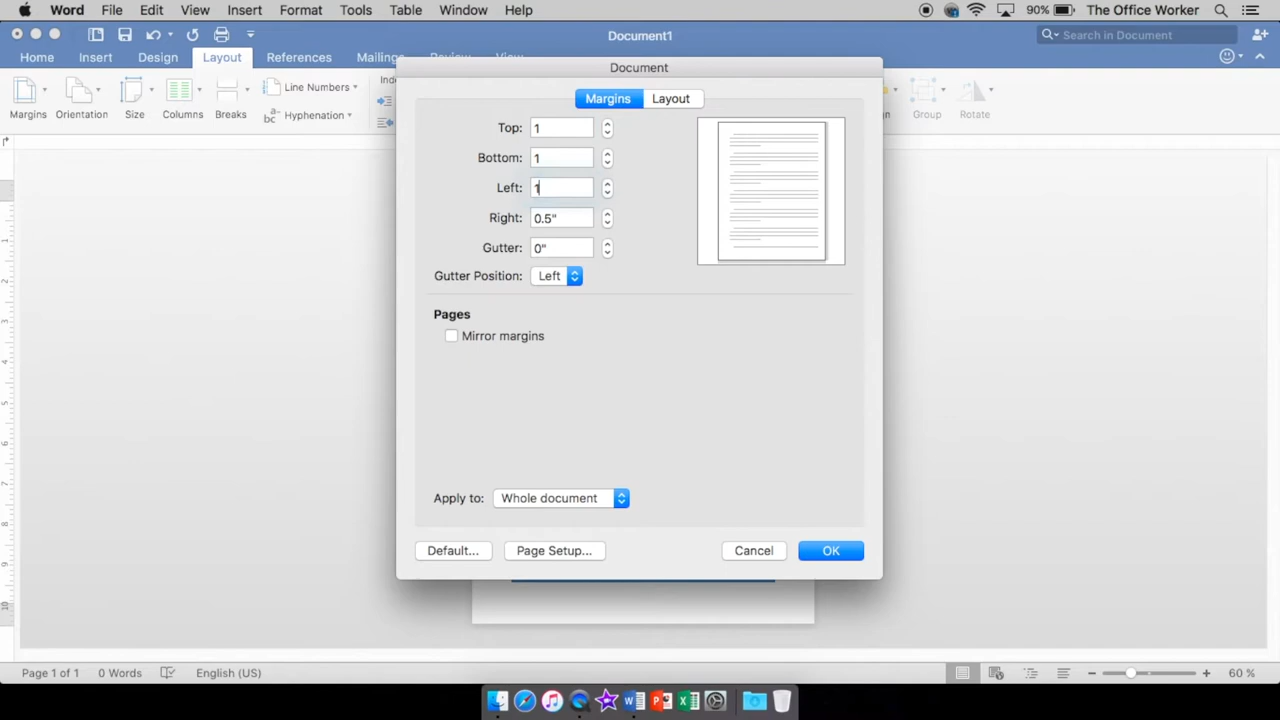 Word File Edit View Insert Format Tools Table Window Help 90% The Office Worker
Document1 Search in Document
Home Insert Design Layout References Mailings Review View
Margins Orientation Size Columns Breaks Line Numbers Hyphenation Group Rotate
abc
Document
Margins Layout
Top: 1
Bottom: 1
Left: 1
Right: 0.5"
Gutter: 0"
Gutter Position: Left
Pages
Mirror margins
Apply to: Whole document
Default... Page Setup... Cancel OK
Page 1 of 1 0 Words English (US) 60 %